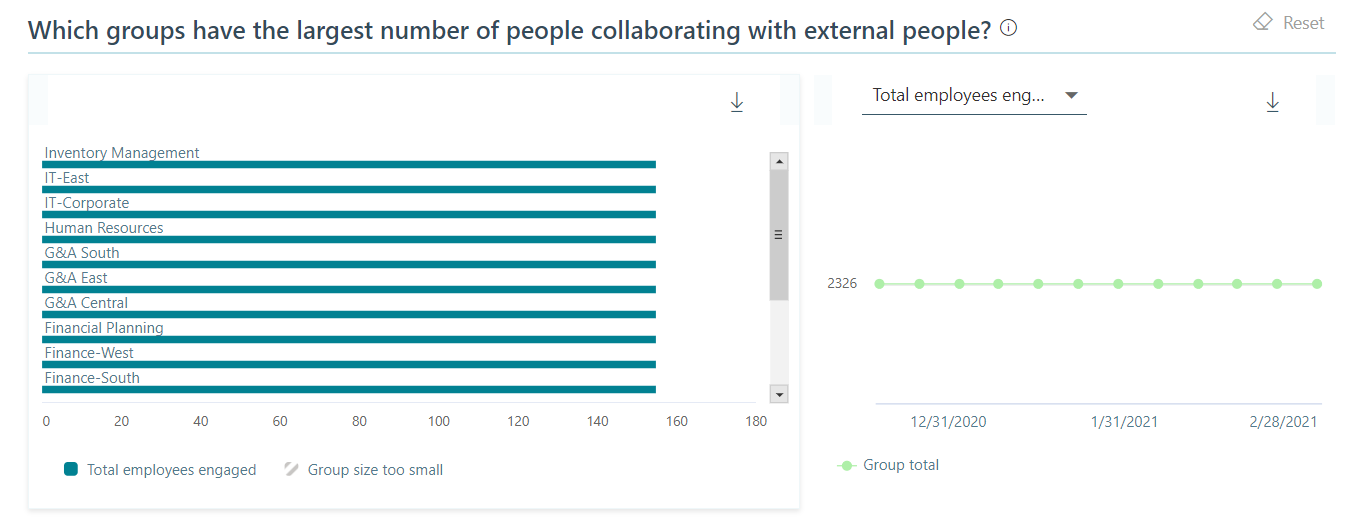 Which groups have the largest number of people collaborating with external people?
Reset
Inventory Management
IT-East
IT-Corporate
Human Resources
G&A South
G&A East
G&A Central
Financial Planning
Finance-West
Finance-South
0 20 40 60 80 100 120 140 160 180
Total employees engaged Group size too small
Total employees eng...
2326
12/31/2020 1/31/2021 2/28/2021
Group total